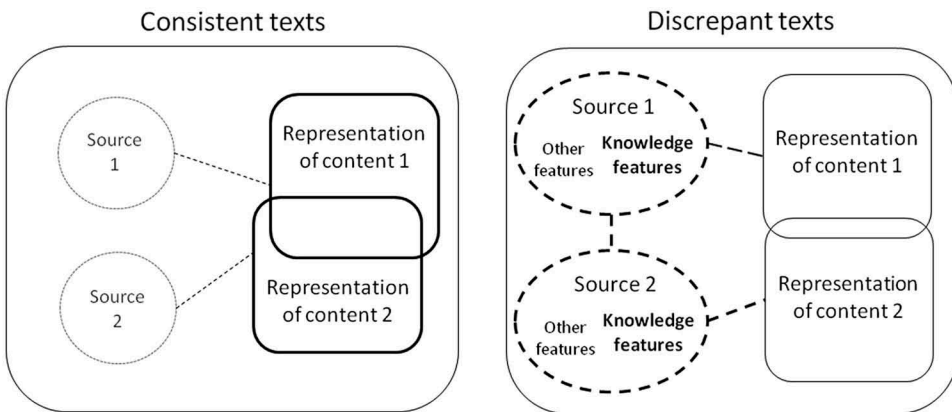 Consistent texts
Source
1
Representation
of content 1
Source
2
Representation
of content 2
Discrepant texts
Source 1
Other
features
Knowledge
features
Representation
of content 1
Source 2
Other
features
Knowledge
features
Representation
of content 2